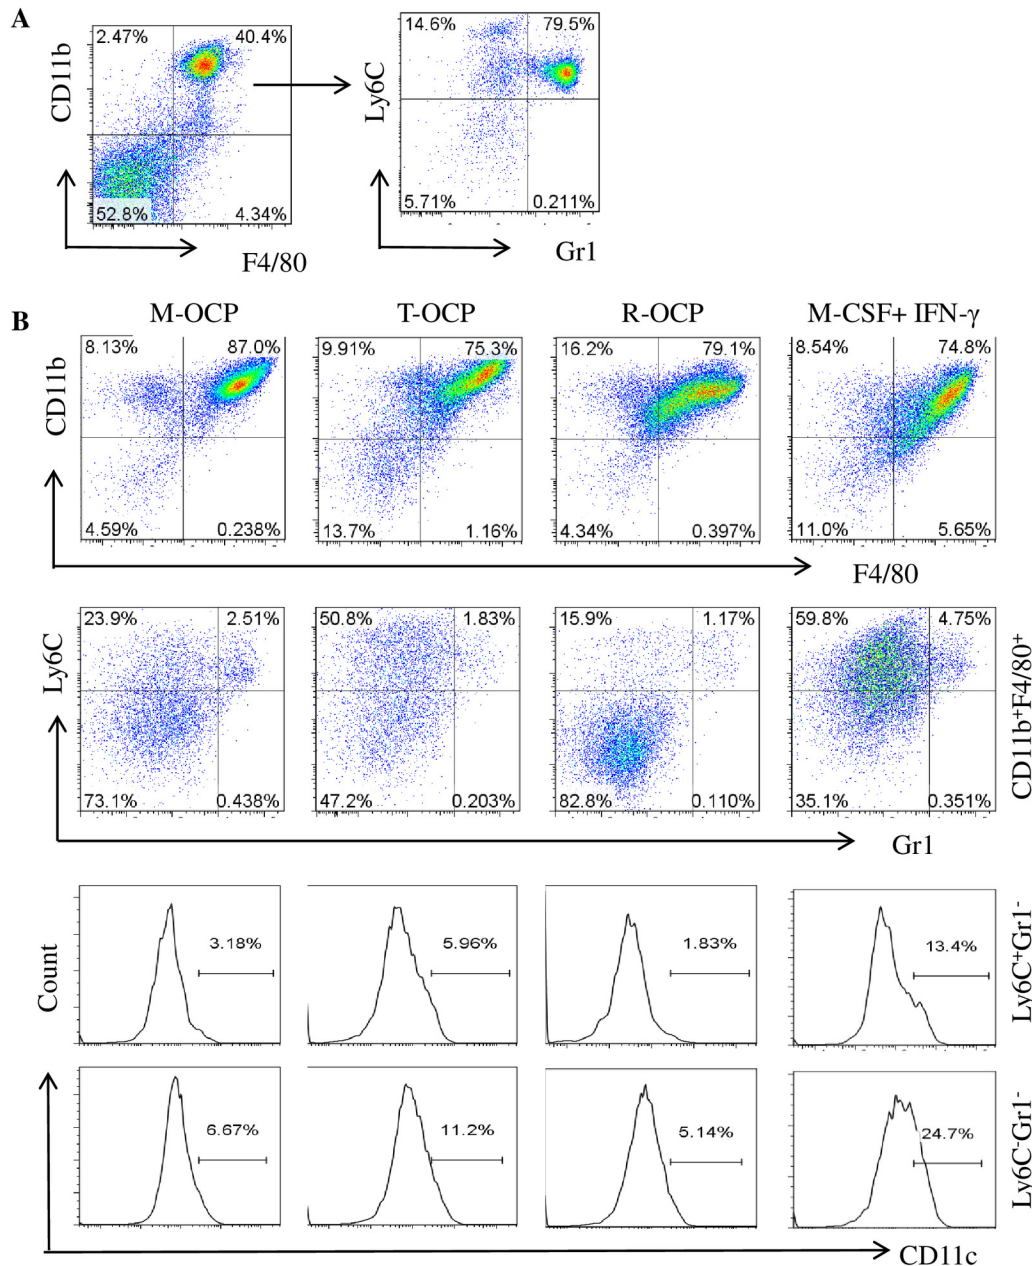 A
CD11b
2.47%
40.4%
52.8%
4.34%
F4/80
Ly6C
14.6%
79.5%
5.71%
0.211%
Gr1
B
M-OCP
T-OCP
R-OCP
M-CSF+ IFN-γ
CD11b
8.13%
87.0%
4.59%
0.238%
9.91%
75.3%
13.7%
1.16%
16.2%
79.1%
4.34%
0.397%
8.54%
74.8%
11.0%
5.65%
F4/80
Ly6C
23.9%
2.51%
73.1%
0.438%
50.8%
1.83%
47.2%
0.203%
15.9%
1.17%
82.8%
0.110%
59.8%
4.75%
35.1%
0.351%
CD11b⁺F4/80⁺
Gr1
Count
3.18%
5.96%
1.83%
13.4%
Ly6C⁺Gr1⁻
6.67%
11.2%
5.14%
24.7%
Ly6C⁻Gr1⁻
CD11c